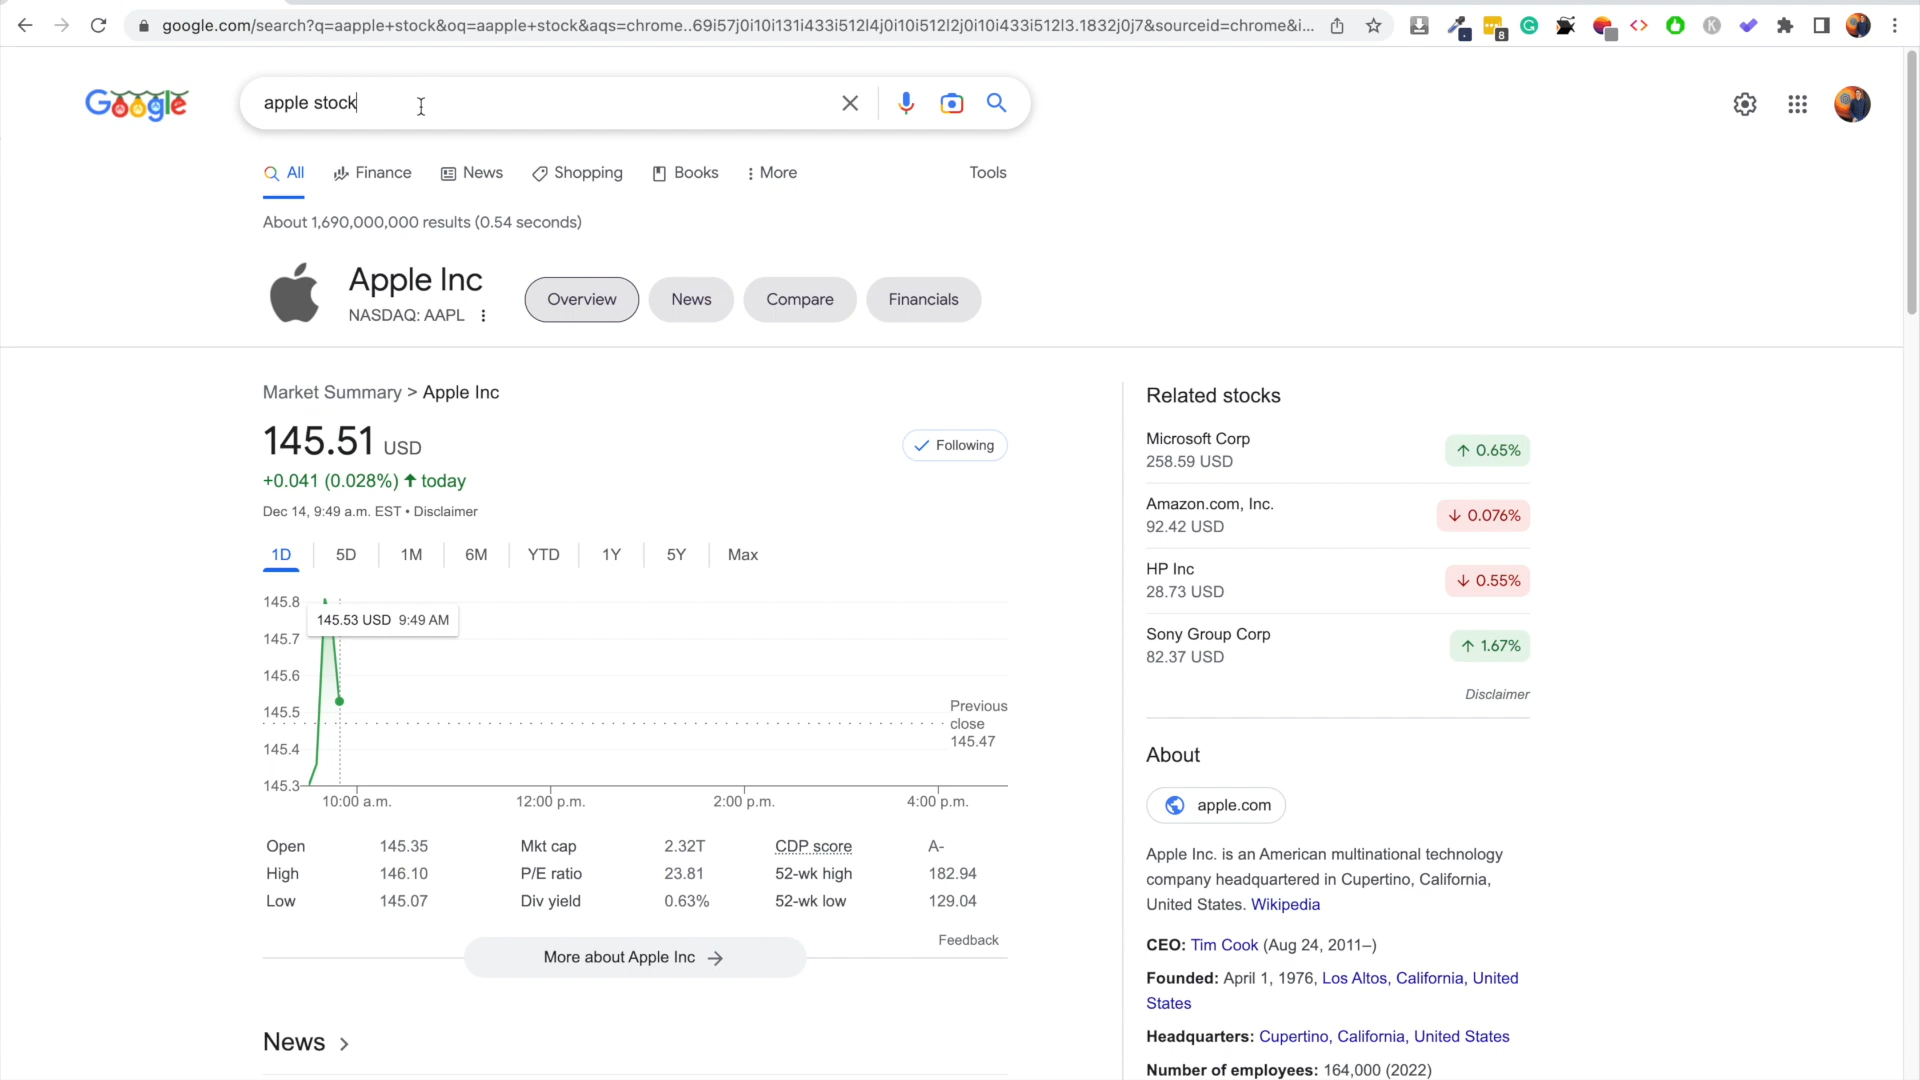 google.com/search?q=aapple+stock&oq=aapple+stock&aqs=chrome..69i57j0i10i131i433i512l4j0i10i512l2j0i10i433i512l3.1832j0j7&sourceid=chrome&i...
8
K
Google
apple stock
All Finance News Shopping Books More Tools
About 1,690,000,000 results (0.54 seconds)
Apple Inc
NASDAQ: AAPL
Overview News Compare Financials
Market Summary > Apple Inc
145.51 USD
Following
+0.041 (0.028%) today
Dec 14, 9:49 a.m. EST • Disclaimer
1D 5D 1M 6M YTD 1Y 5Y Max
145.8
145.53 USD 9:49 AM
145.7
145.6
145.5
145.4
145.3
Previous
close
145.47
10:00 a.m. 12:00 p.m. 2:00 p.m. 4:00 p.m.
Open 145.35 Mkt cap 2.32T CDP score A-
High 146.10 P/E ratio 23.81 52-wk high 182.94
Low 145.07 Div yield 0.63% 52-wk low 129.04
Feedback
More about Apple Inc
News
Related stocks
Microsoft Corp
258.59 USD
0.65%
Amazon.com, Inc.
92.42 USD
0.076%
HP Inc
28.73 USD
0.55%
Sony Group Corp
82.37 USD
1.67%
Disclaimer
About
apple.com
Apple Inc. is an American multinational technology
company headquartered in Cupertino, California,
United States. Wikipedia
CEO: Tim Cook (Aug 24, 2011–)
Founded: April 1, 1976, Los Altos, California, United
States
Headquarters: Cupertino, California, United States
Number of employees: 164,000 (2022)